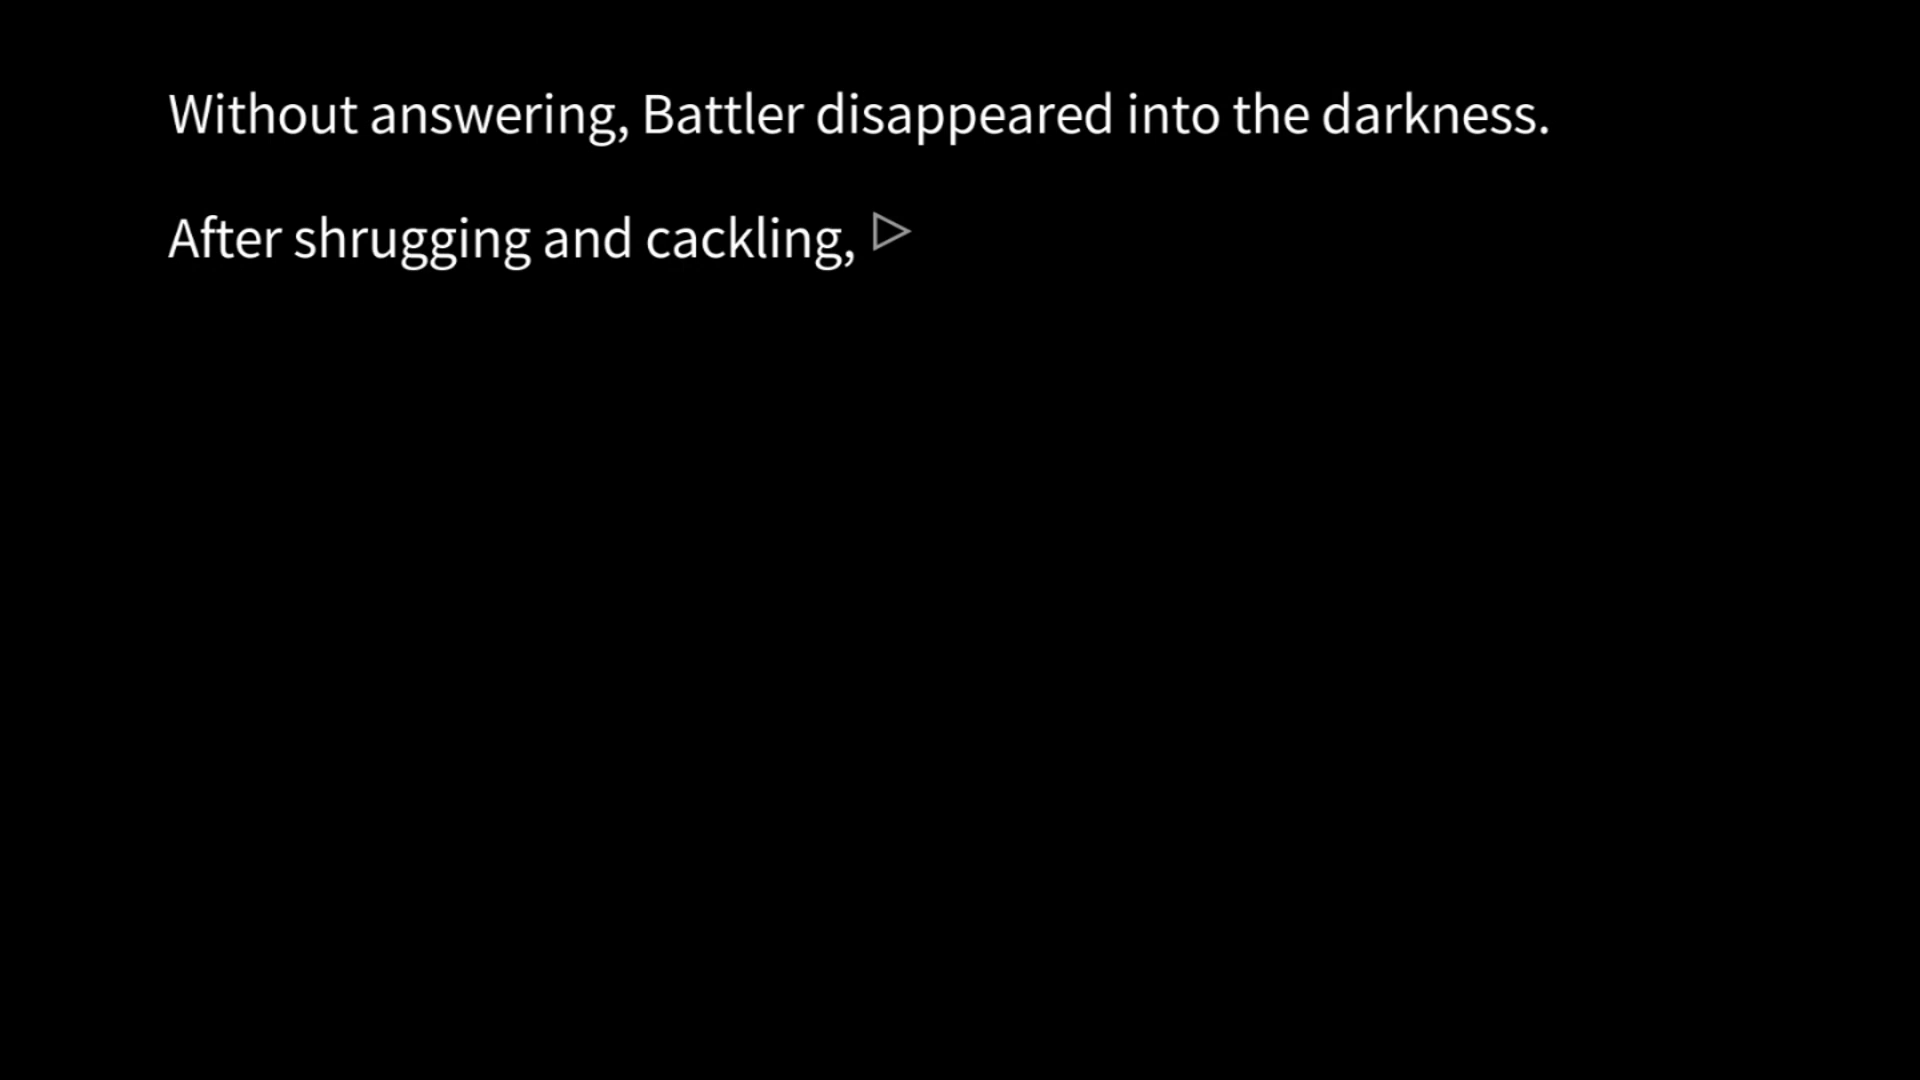 Without answering, Battler disappeared into the darkness.
After shrugging and cackling,